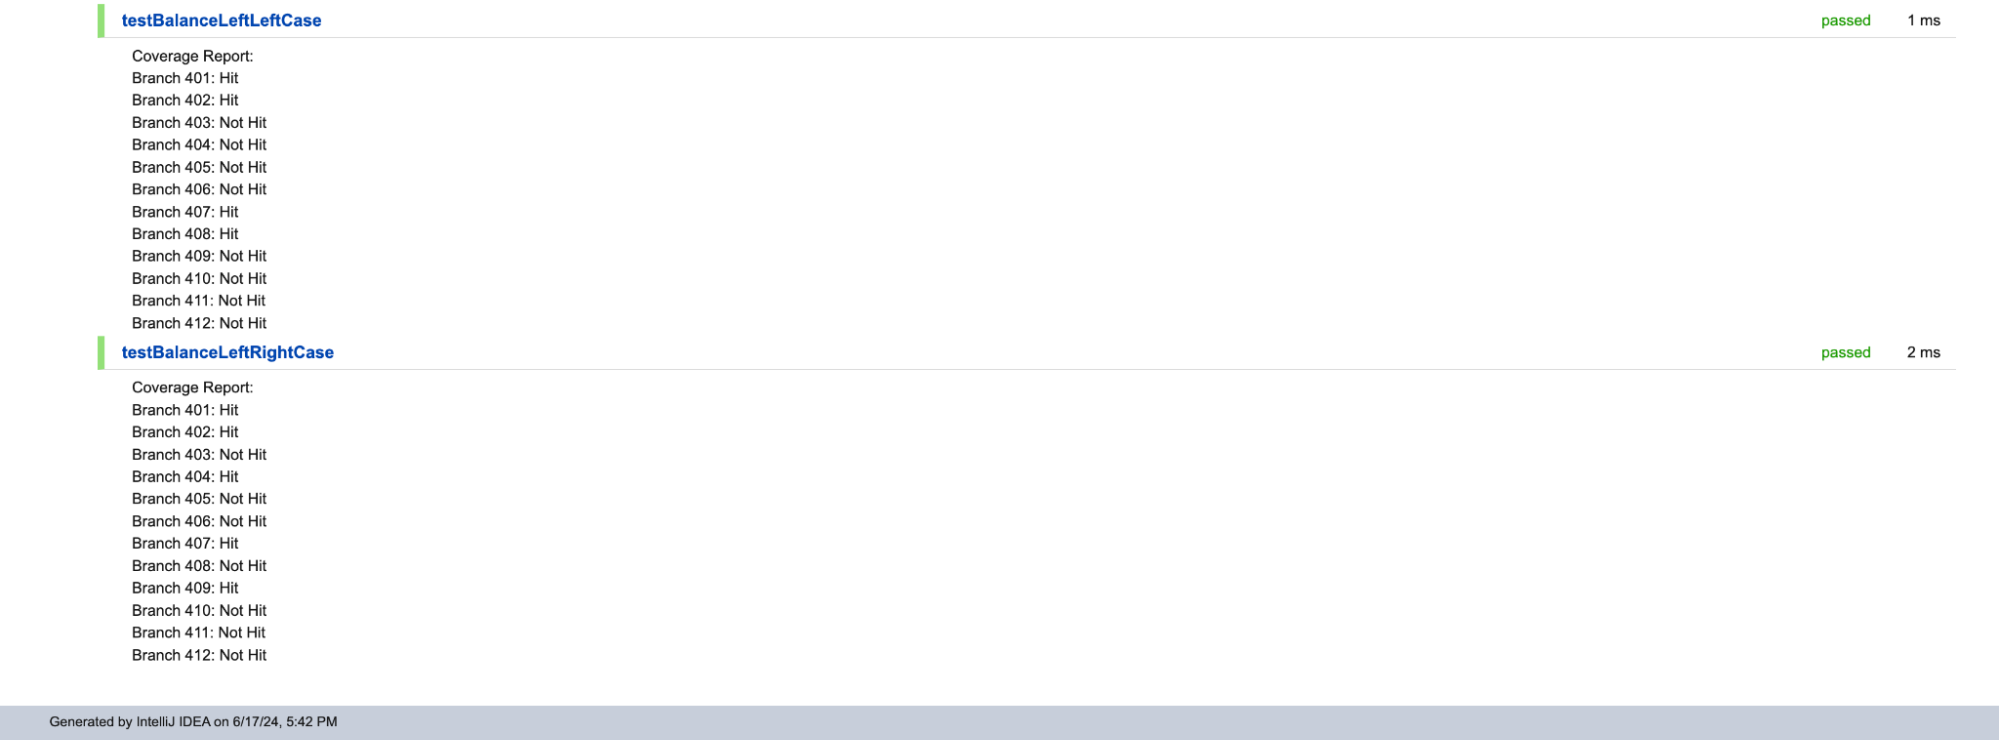 testBalanceLeftLeftCase passed 1 ms
Coverage Report:
Branch 401: Hit
Branch 402: Hit
Branch 403: Not Hit
Branch 404: Not Hit
Branch 405: Not Hit
Branch 406: Not Hit
Branch 407: Hit
Branch 408: Hit
Branch 409: Not Hit
Branch 410: Not Hit
Branch 411: Not Hit
Branch 412: Not Hit
testBalanceLeftRightCase passed 2 ms
Coverage Report:
Branch 401: Hit
Branch 402: Hit
Branch 403: Not Hit
Branch 404: Hit
Branch 405: Not Hit
Branch 406: Not Hit
Branch 407: Hit
Branch 408: Not Hit
Branch 409: Hit
Branch 410: Not Hit
Branch 411: Not Hit
Branch 412: Not Hit
Generated by IntelliJ IDEA on 6/17/24, 5:42 PM